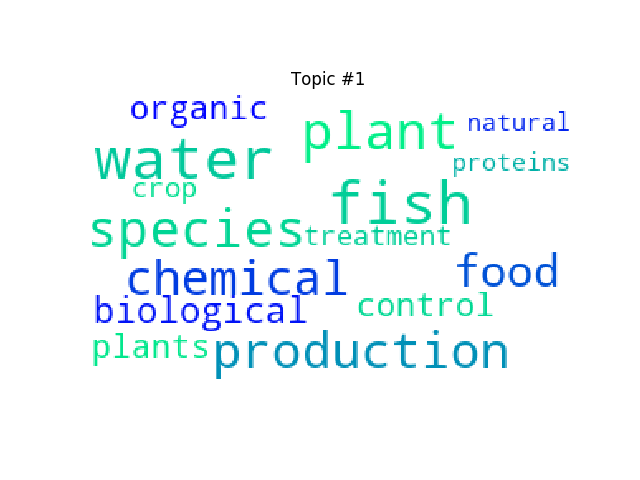 Topic #1
organic
plant
natural
water
proteins
crop
fish
species
treatment
chemical
food
biological
control
plants
production